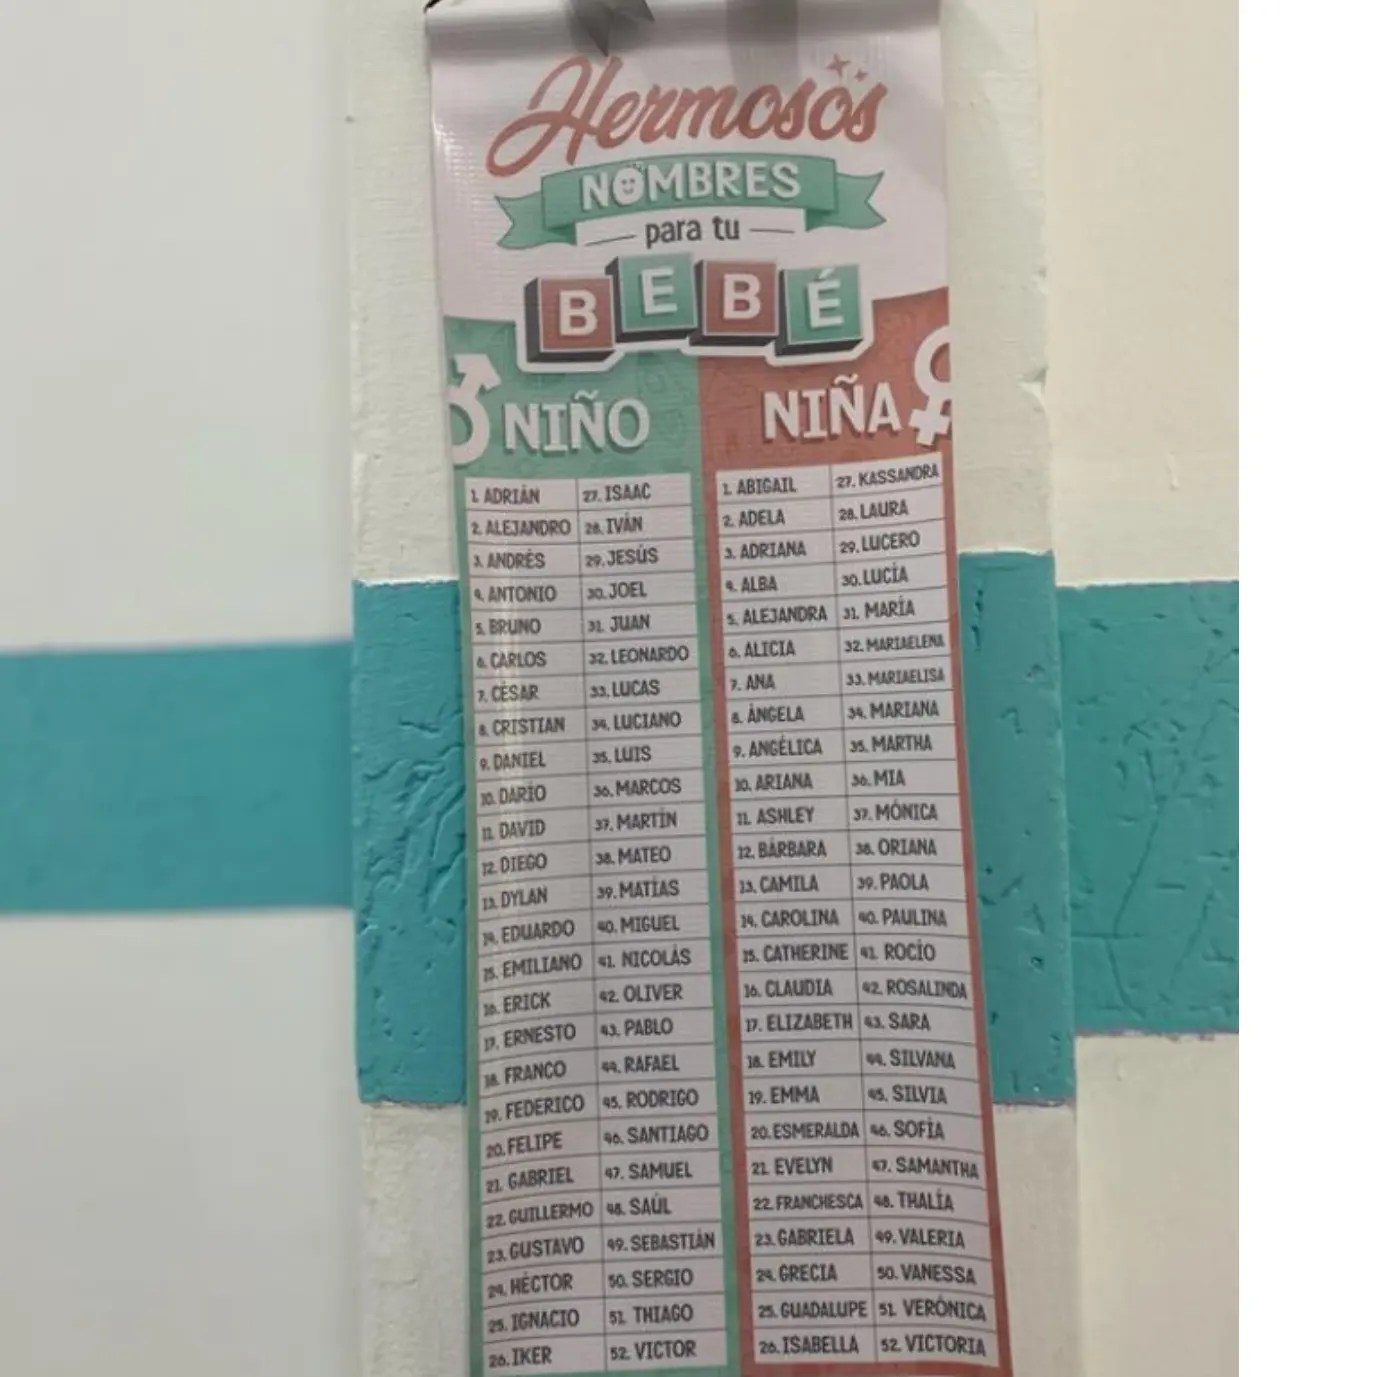 Hermosos
NOMBRES
para tu
BEBÉ
NIÑO
1. ADRIÁN
2. ALEJANDRO
3. ANDRÉS
4. ANTONIO
5. BRUNO
6. CARLOS
7. CÉSAR
8. CRISTIAN
9. DANIEL
10. DARÍO
11. DAVID
12. DIEGO
13. DYLAN
14. EDUARDO
15. EMILIANO
16. ERICK
17. ERNESTO
18. FRANCO
19. FEDERICO
20. FELIPE
21. GABRIEL
22. GUILLERMO
23. GUSTAVO
24. HÉCTOR
25. IGNACIO
26. IKER
27. ISAAC
28. IVÁN
29. JESÚS
30. JOEL
31. JUAN
32. LEONARDO
33. LUCAS
34. LUCIANO
35. LUIS
36. MARCOS
37. MARTÍN
38. MATEO
39. MATÍAS
40. MIGUEL
41. NICOLÁS
42. OLIVER
43. PABLO
44. RAFAEL
45. RODRIGO
46. SANTIAGO
47. SAMUEL
48. SAÚL
49. SEBASTIÁN
50. SERGIO
51. THIAGO
52. VICTOR
NIÑA
1. ABIGAIL
2. ADELA
3. ADRIANA
4. ALBA
5. ALEJANDRA
6. ALICIA
7. ANA
8. ÁNGELA
9. ANGÉLICA
10. ARIANA
11. ASHLEY
12. BÁRBARA
13. CAMILA
14. CAROLINA
15. CATHERINE
16. CLAUDIA
17. ELIZABETH
18. EMILY
19. EMMA
20. ESMERALDA
21. EVELYN
22. FRANCHESCA
23. GABRIELA
24. GRECIA
25. GUADALUPE
26. ISABELLA
27. KASSANDRA
28. LAURA
29. LUCERO
30. LUCÍA
31. MARÍA
32. MARIAELENA
33. MARIAELISA
34. MARIANA
35. MARTHA
36. MIA
37. MÓNICA
38. ORIANA
39. PAOLA
40. PAULINA
41. ROCÍO
42. ROSALINDA
43. SARA
44. SILVANA
45. SILVIA
46. SOFÍA
47. SAMANTHA
48. THALÍA
49. VALERIA
50. VANESSA
51. VERÓNICA
52. VICTORIA